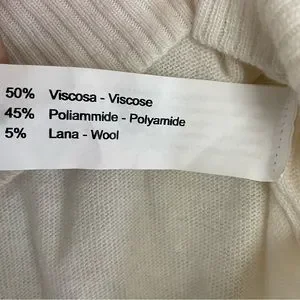 50% Viscosa - Viscose
45% Poliammide - Polyamide
5% Lana - Wool